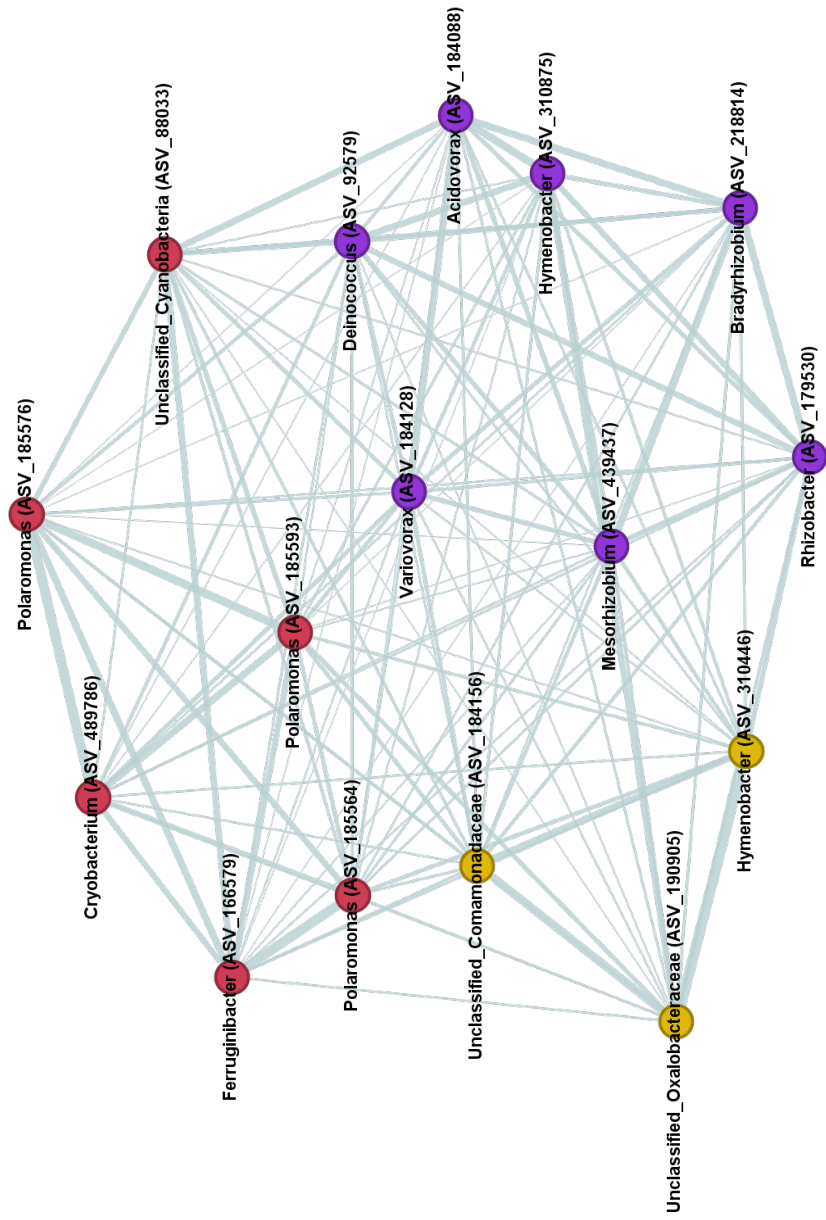 Polaromonas (ASV_185576)
Cryobacterium (ASV_489786)
Unclassified_Cyanobacteria (ASV_88033)
Ferruginibacter (ASV_166579)
Polaromonas (ASV_185593)
Polaromonas (ASV_185564)
Deinococcus (ASV_92579)
Variovorax (ASV_184128)
Acidovorax (ASV_184088)
Unclassified_Comamonadaceae (ASV_184156)
Hymenobacter (ASV_310875)
Mesorhizobium (ASV_439437)
Unclassified_Oxalobacteraceae (ASV_190905)
Bradyrhizobium (ASV_218814)
Hymenobacter (ASV_310446)
Rhizobacter (ASV_179530)